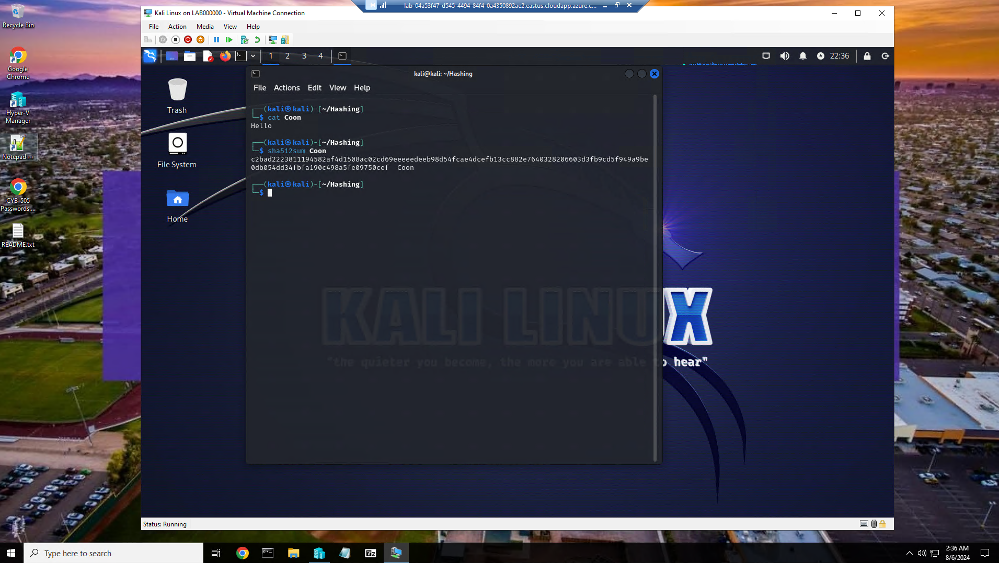 lab-04a53f47-d545-4494-84f4-0a4350892ae2.eastus.cloudapp.azure.c...
Kali Linux on LAB000000 - Virtual Machine Connection
File Action Media View Help
1 2 3 4
22:36
kali@kali: ~/Hashing
File Actions Edit View Help
(kali㉿kali)-[~/Hashing]
$ cat Coon
Hello
(kali㉿kali)-[~/Hashing]
$ sha512sum Coon
c2bad2223811194582af4d1508ac02cd69eeeeedeeb98d54fcae4dcefb13cc882e7640328206603d3fb9cd5f949a9be
0db054dd34fbfa190c498a5fe09750cef  Coon
(kali㉿kali)-[~/Hashing]
$
Recycle Bin
Google
Chrome
Hyper-V
Manager
Notepad++
CYB-505
Passwords....
README.txt
Trash
File System
Home
KALI LINUX
"the quieter you become, the more you are able to hear"
Status: Running
Type here to search
7z
2:36 AM
8/6/2024